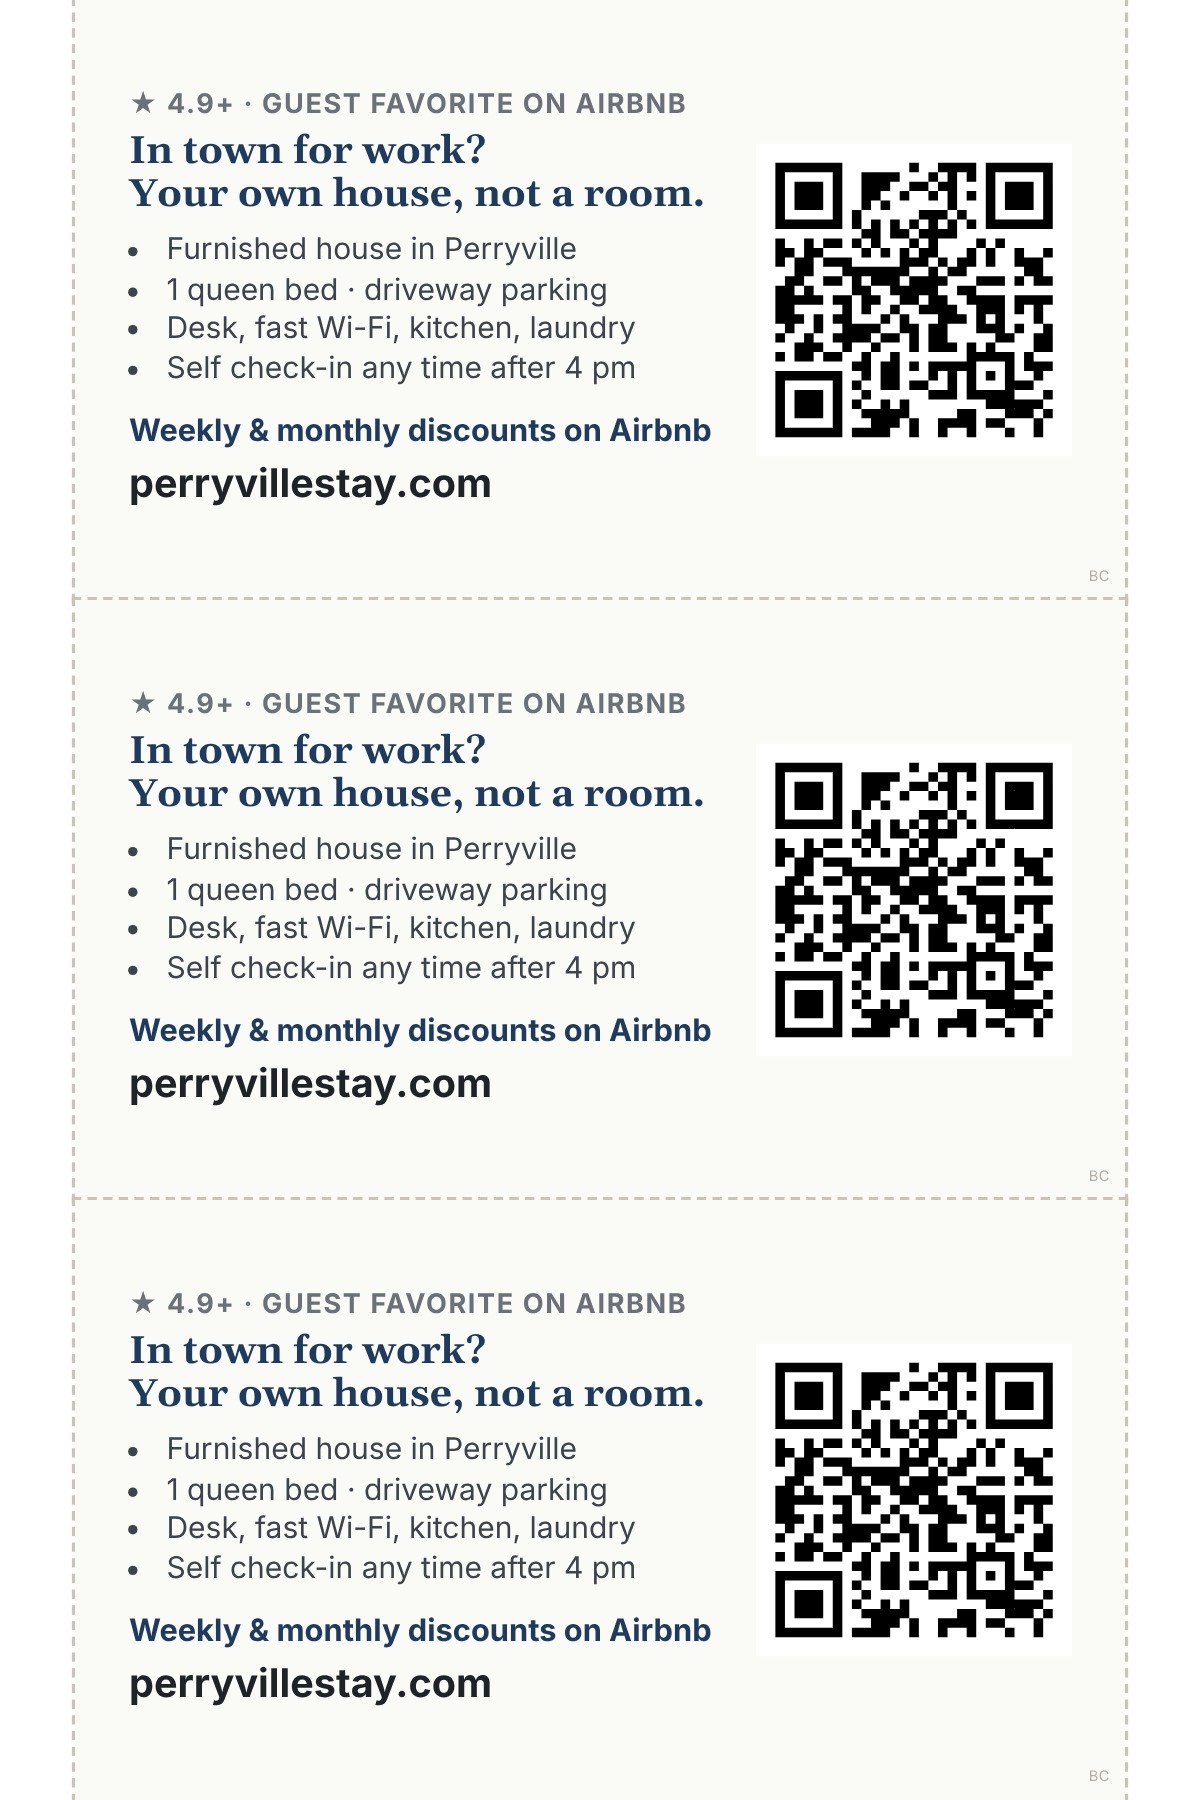 ★ 4.9+ · GUEST FAVORITE ON AIRBNB
In town for work?
Your own house, not a room.
• Furnished house in Perryville
• 1 queen bed · driveway parking
• Desk, fast Wi-Fi, kitchen, laundry
• Self check-in any time after 4 pm
Weekly & monthly discounts on Airbnb
perryvillestay.com
BC
★ 4.9+ · GUEST FAVORITE ON AIRBNB
In town for work?
Your own house, not a room.
• Furnished house in Perryville
• 1 queen bed · driveway parking
• Desk, fast Wi-Fi, kitchen, laundry
• Self check-in any time after 4 pm
Weekly & monthly discounts on Airbnb
perryvillestay.com
BC
★ 4.9+ · GUEST FAVORITE ON AIRBNB
In town for work?
Your own house, not a room.
• Furnished house in Perryville
• 1 queen bed · driveway parking
• Desk, fast Wi-Fi, kitchen, laundry
• Self check-in any time after 4 pm
Weekly & monthly discounts on Airbnb
perryvillestay.com
BC